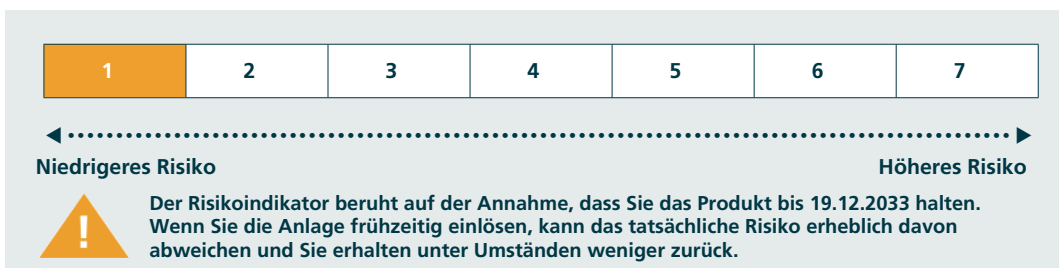 1 2 3 4 5 6 7
Niedrigeres Risiko Höheres Risiko
!
Der Risikoindikator beruht auf der Annahme, dass Sie das Produkt bis 19.12.2033 halten.
Wenn Sie die Anlage frühzeitig einlösen, kann das tatsächliche Risiko erheblich davon
abweichen und Sie erhalten unter Umständen weniger zurück.